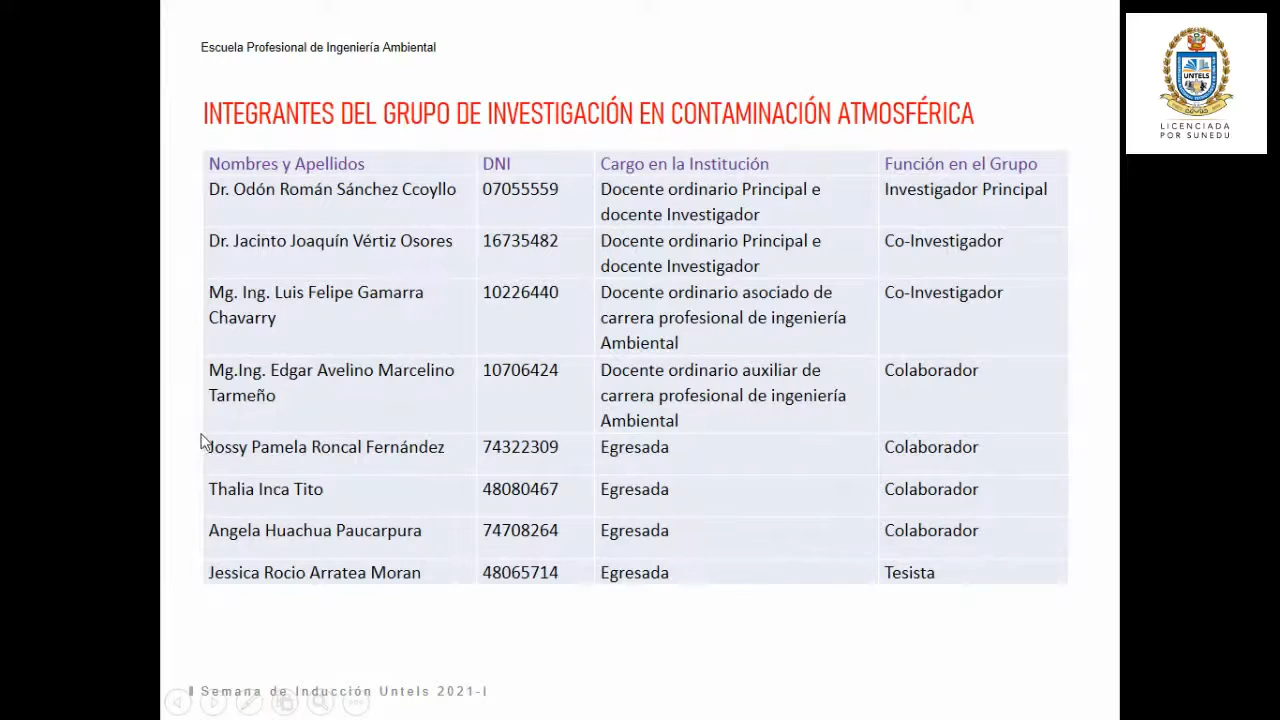 Escuela Profesional de Ingeniería Ambiental
INTEGRANTES DEL GRUPO DE INVESTIGACIÓN EN CONTAMINACIÓN ATMOSFÉRICA
Nombres y Apellidos DNI Cargo en la Institución Función en el Grupo
Dr. Odón Román Sánchez Ccoyllo 07055559 Docente ordinario Principal e Investigador Principal
docente Investigador
Dr. Jacinto Joaquín Vértiz Osores 16735482 Docente ordinario Principal e Co-Investigador
docente Investigador
Mg. Ing. Luis Felipe Gamarra 10226440 Docente ordinario asociado de Co-Investigador
Chavarry carrera profesional de ingeniería
Ambiental
Mg.Ing. Edgar Avelino Marcelino 10706424 Docente ordinario auxiliar de Colaborador
Tarmeño carrera profesional de ingeniería
Ambiental
Jossy Pamela Roncal Fernández 74322309 Egresada Colaborador
Thalia Inca Tito 48080467 Egresada Colaborador
Angela Huachua Paucarpura 74708264 Egresada Colaborador
Jessica Rocio Arratea Moran 48065714 Egresada Tesista
Semana de Inducción Untels 2021-I
UNTELS
LICENCIADA
POR SUNEDU